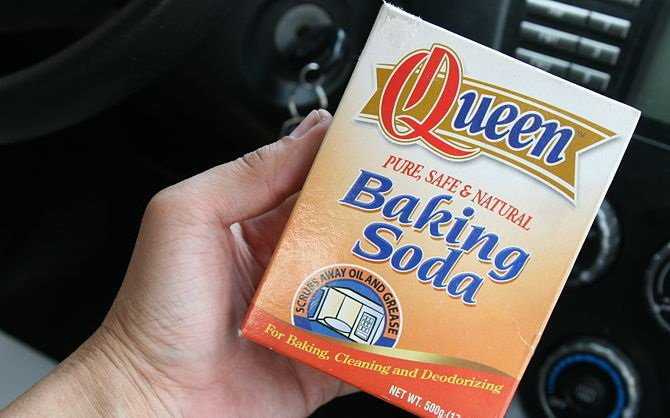 Queen
PURE, SAFE & NATURAL
Baking
Soda
SCRUBS AWAY OIL AND GREASE
For Baking, Cleaning and Deodorizing
NET WT. 500g